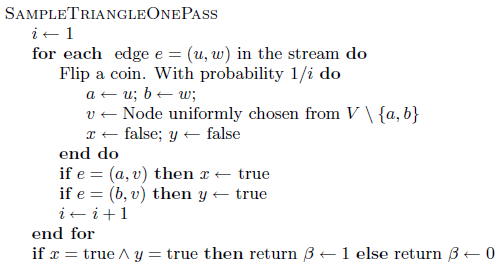 SAMPLETRIANGLEONEPASS
i ← 1
for each edge e = (u, w) in the stream do
Flip a coin. With probability 1/i do
a ← u; b ← w;
v ← Node uniformly chosen from V \ {a, b}
x ← false; y ← false
end do
if e = (a, v) then x ← true
if e = (b, v) then y ← true
i ← i + 1
end for
if x = true ∧ y = true then return β ← 1 else return β ← 0